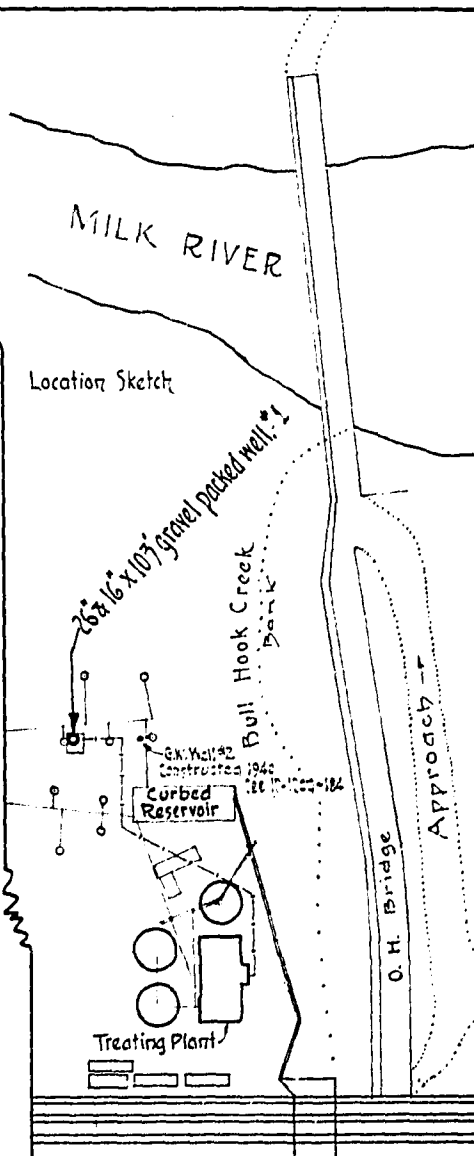 MILK RIVER
Location Sketch
26" & 16" x 103' gravel packed well #1
Bull Hook Creek
Bank
G.W. Well #2
Constructed 1940
Curbed
Reservoir
Approach
O. H. Bridge
Treating Plant